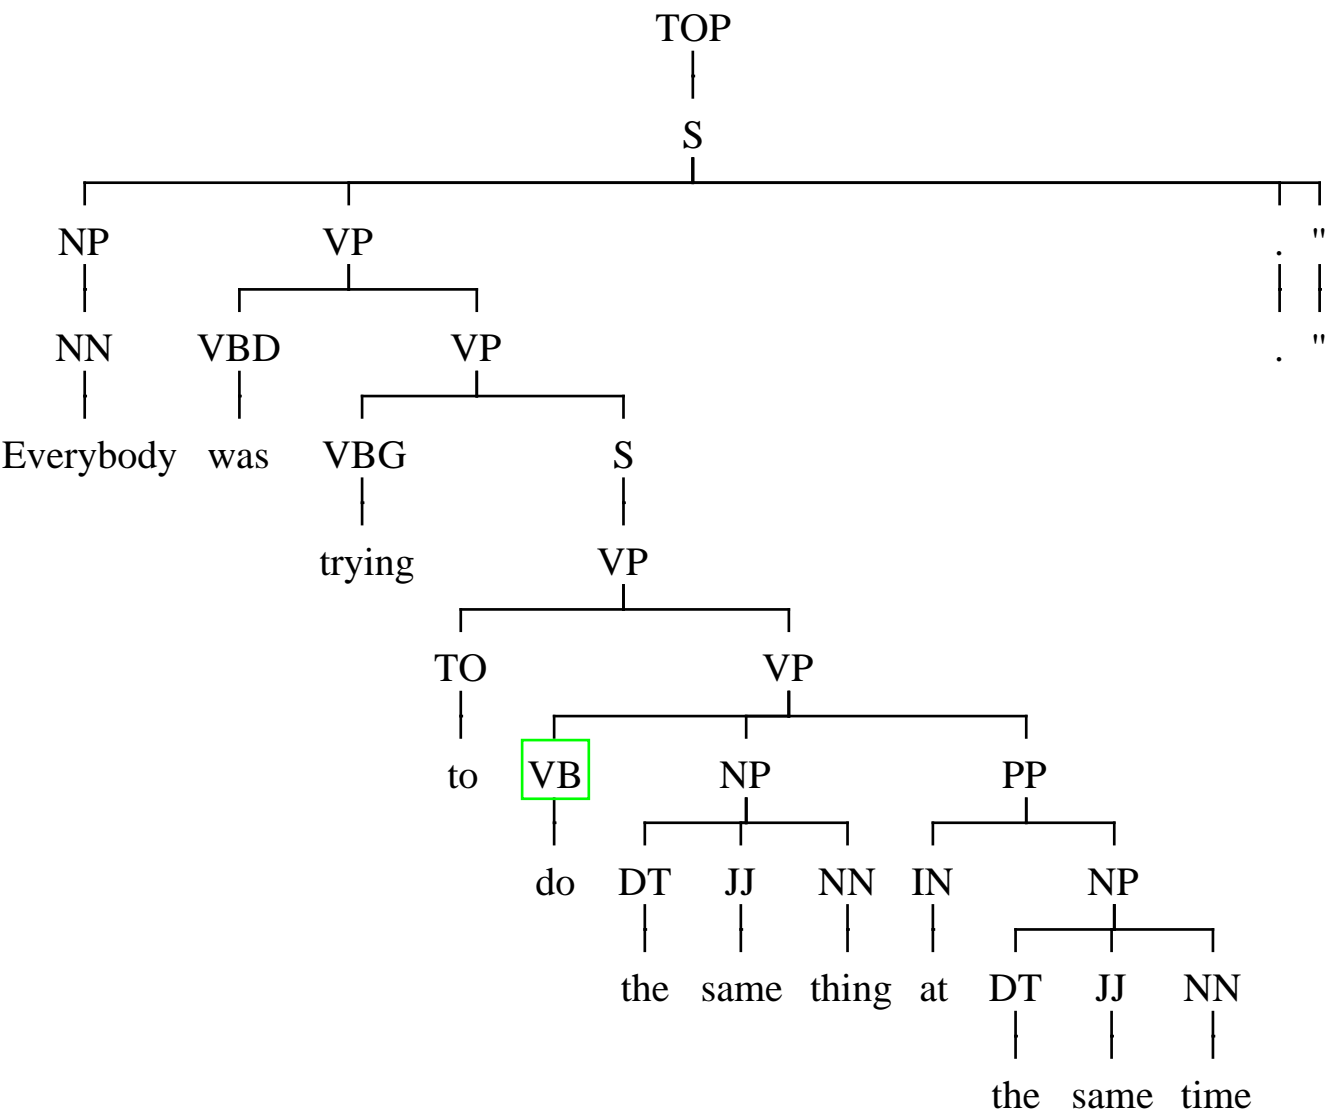 TOP
S
NP VP . "
NN VBD VP . "
Everybody was VBG S
trying VP
TO VP
to VB NP PP
do DT JJ NN IN NP
the same thing at DT JJ NN
the same time